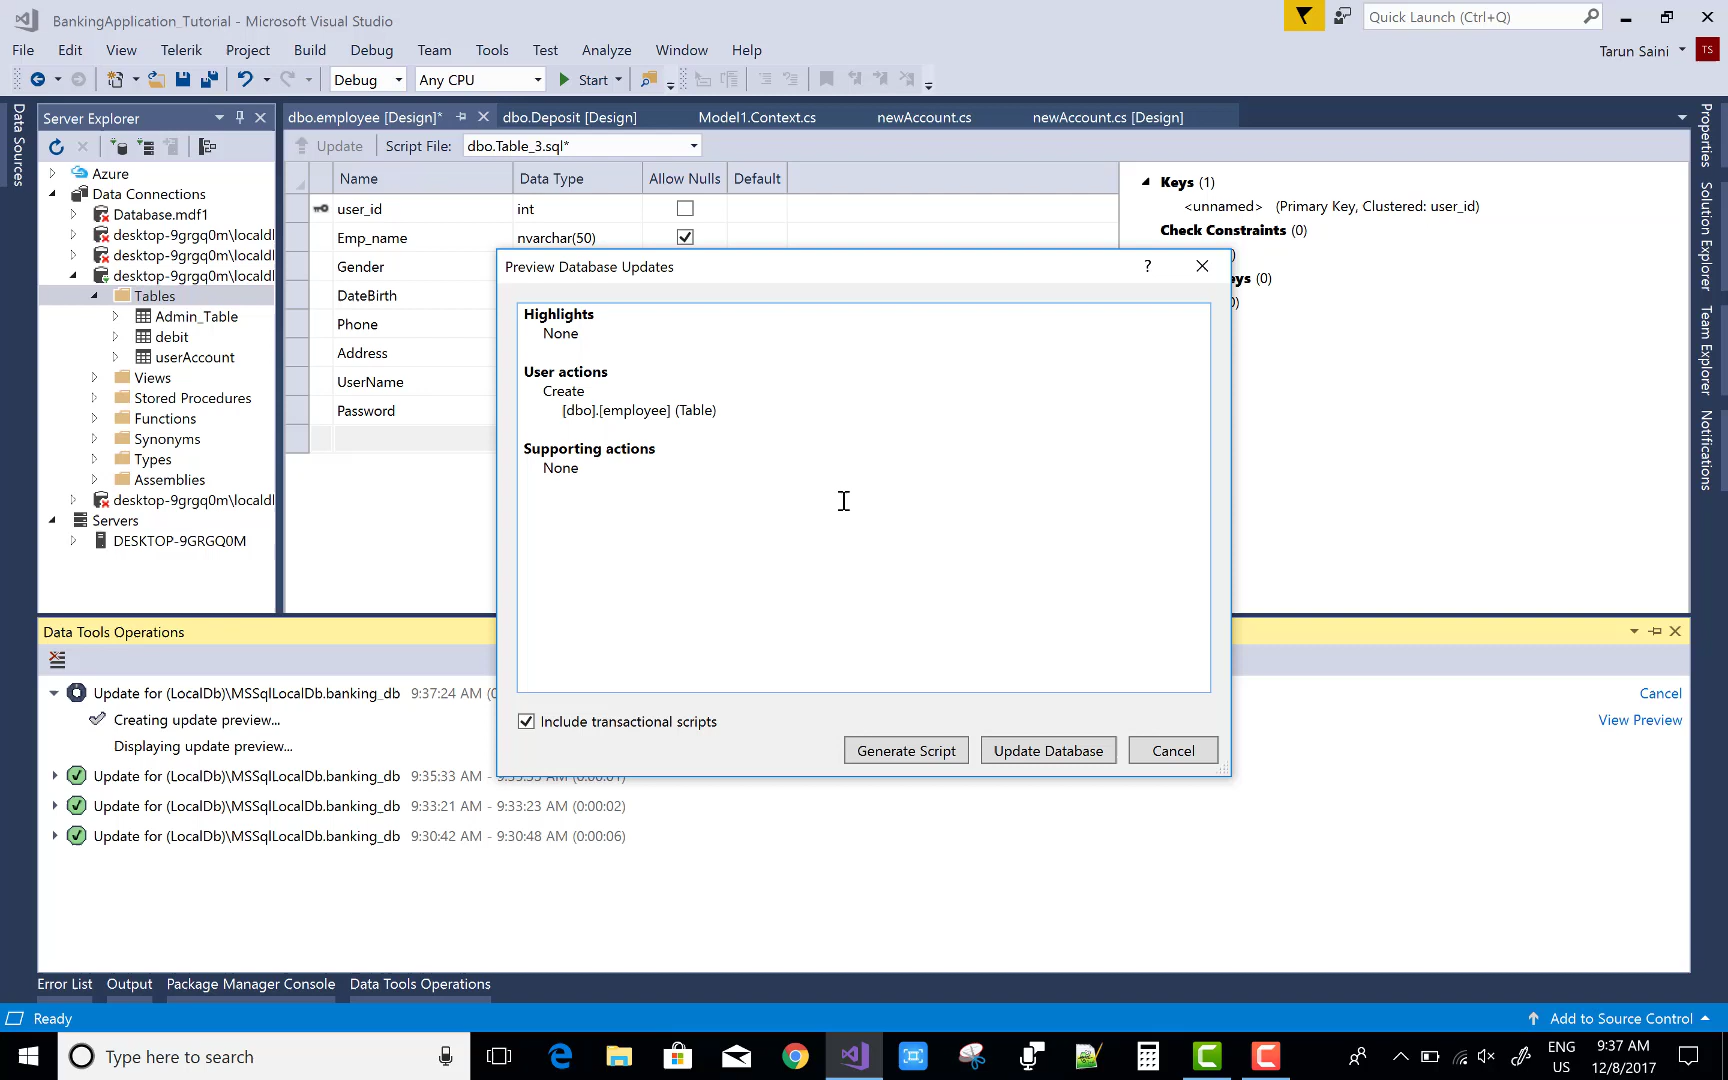 BankingApplication_Tutorial - Microsoft Visual Studio
Quick Launch (Ctrl+Q)
File Edit View Telerik Project Build Debug Team Tools Test Analyze Window Help
Tarun Saini
TS
Debug Any CPU Start
Data Sources
Server Explorer
Azure
Data Connections
Database.mdf1
desktop-9grgq0m\localdl
desktop-9grgq0m\localdl
desktop-9grgq0m\localdl
Tables
Admin_Table
debit
userAccount
Views
Stored Procedures
Functions
Synonyms
Types
Assemblies
desktop-9grgq0m\localdl
Servers
DESKTOP-9GRGQ0M
dbo.employee [Design]* dbo.Deposit [Design] Model1.Context.cs newAccount.cs newAccount.cs [Design]
Update Script File: dbo.Table_3.sql*
Name Data Type Allow Nulls Default
user_id int
Emp_name nvarchar(50)
Gender
DateBirth
Phone
Address
UserName
Password
Keys (1)
<unnamed> (Primary Key, Clustered: user_id)
Check Constraints (0)
)
eys (0)
0)
Properties
Solution Explorer
Team Explorer
Notifications
Preview Database Updates
?
Highlights
None
User actions
Create
[dbo].[employee] (Table)
Supporting actions
None
Include transactional scripts
Generate Script Update Database Cancel
Data Tools Operations
Update for (LocalDb)\MSSqlLocalDb.banking_db 9:37:24 AM (0
Cancel
Creating update preview...
View Preview
Displaying update preview...
Update for (LocalDb)\MSSqlLocalDb.banking_db 9:35:33 AM - 9:35:35 AM (0:00:01)
Update for (LocalDb)\MSSqlLocalDb.banking_db 9:33:21 AM - 9:33:23 AM (0:00:02)
Update for (LocalDb)\MSSqlLocalDb.banking_db 9:30:42 AM - 9:30:48 AM (0:00:06)
Error List Output Package Manager Console Data Tools Operations
Ready
Add to Source Control
Type here to search
ENG
US
9:37 AM
12/8/2017